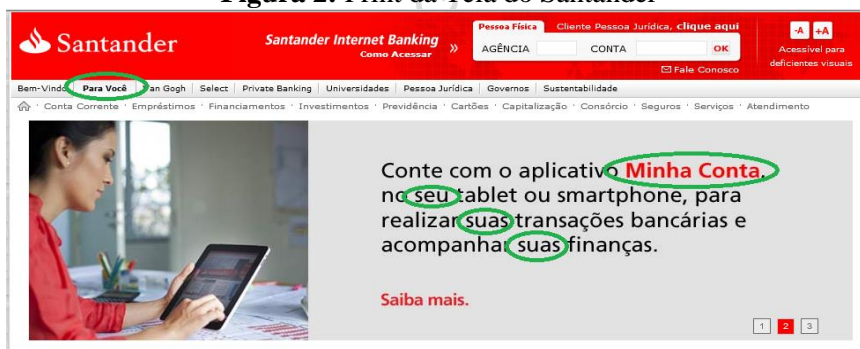 Figura 2: Print da Tela do Santander
Pessoa Física Cliente Pessoa Jurídica, clique aqui
-A +A
Santander
Santander Internet Banking »
Como Acessar
AGÊNCIA CONTA OK
Acessível para
deficientes visuais
Fale Conosco
Bem-Vindo Para Você Van Gogh Select Private Banking Universidades Pessoa Jurídica Governos Sustentabilidade
Conta Corrente Empréstimos Financiamentos Investimentos Previdência Cartões Capitalização Consórcio Seguros Serviços Atendimento
Conte com o aplicativo Minha Conta,
no seu tablet ou smartphone, para
realizar suas transações bancárias e
acompanhar suas finanças.
Saiba mais.
1 2 3